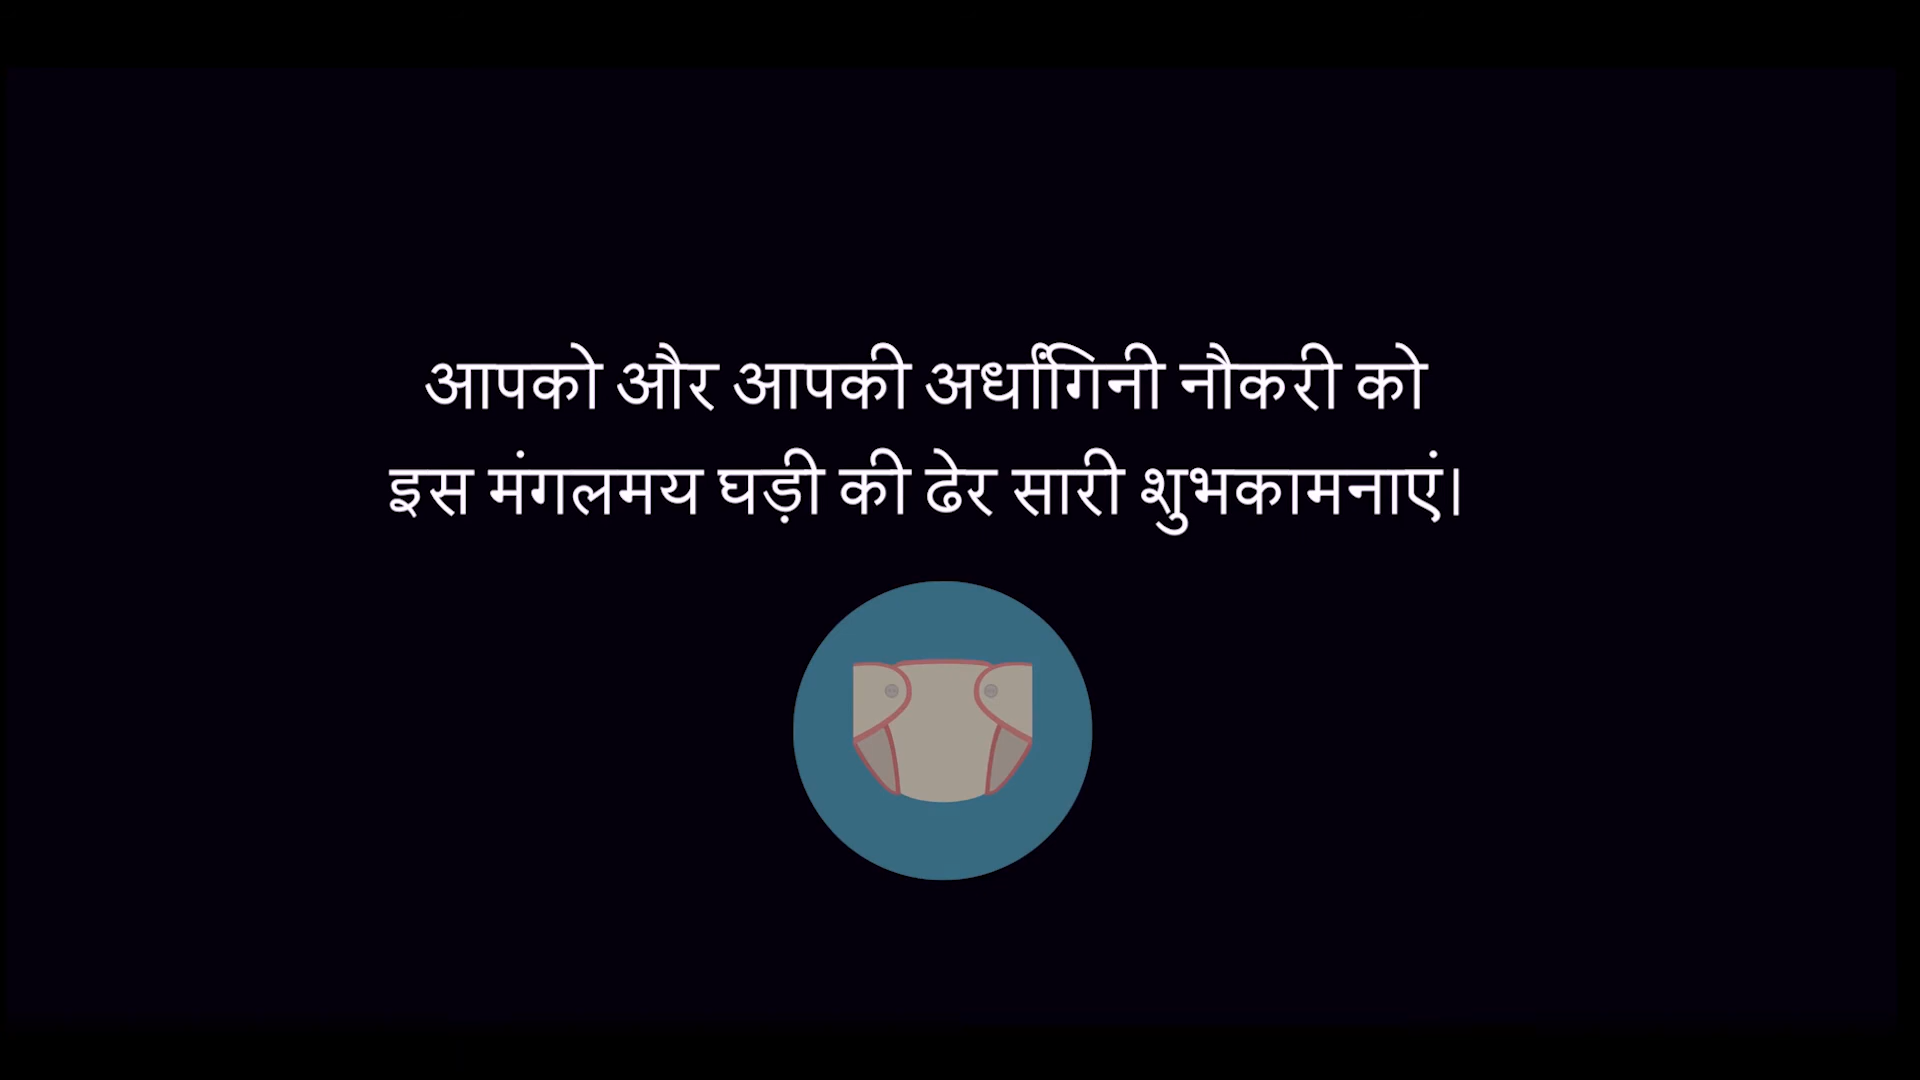 आपको और आपकी अर्धांगिनी नौकरी को
इस मंगलमय घड़ी की ढेर सारी शुभकामनाएं।